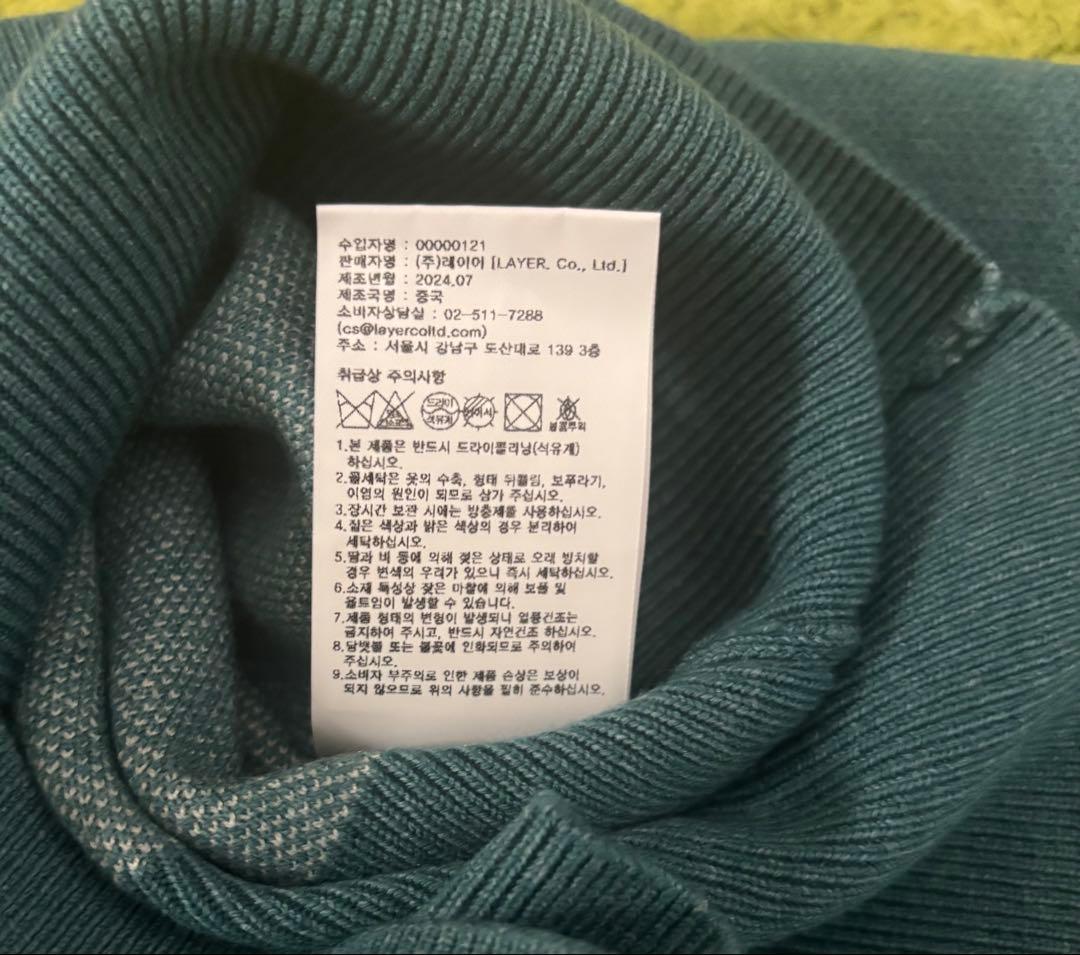 수입자명 : 00000121
판매자명 : (주)레이어 [LAYER. Co., Ltd.]
제조년월 : 2024.07
제조국명 : 중국
소비자상담실 : 02-511-7288
(cs@layercoltd.com)
주소 : 서울시 강남구 도산대로 139 3층
취급상 주의사항
드라이
석유계
1.본 제품은 반드시 드라이클리닝(석유계)
하십시오.
2.물세탁은 옷의 수축, 형태 뒤틀림, 보푸라기,
이염의 원인이 되므로 삼가 주십시오.
3.장시간 보관 시에는 방충제를 사용하십시오.
4.짙은 색상과 밝은 색상의 경우 분리하여
세탁하십시오.
5.땀과 비 등에 의해 젖은 상태로 오래 방치할
경우 변색의 우려가 있으니 즉시 세탁하십시오.
6.소재 특성상 잦은 마찰에 의해 보풀 및
올트임이 발생할 수 있습니다.
7.제품 형태의 변형이 발생되니 열풍건조는
금지하여 주시고, 반드시 자연건조 하십시오.
8.담뱃불 또는 불꽃에 인화되므로 주의하여
주십시오.
9.소비자 부주의로 인한 제품 손상은 보상이
되지 않으므로 위의 사항을 필히 준수하십시오.